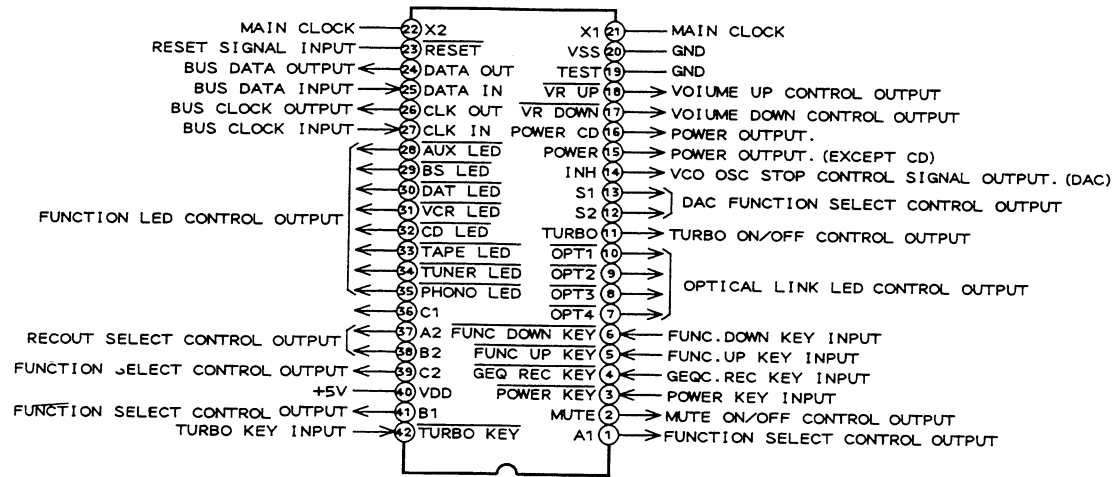 MAIN CLOCK 22 X2 X1 21 MAIN CLOCK
RESET SIGNAL INPUT 23 RESET VSS 20 GND
BUS DATA OUTPUT 24 DATA OUT TEST 19 GND
BUS DATA INPUT 25 DATA IN VR UP 18 VOIUME UP CONTROL OUTPUT
BUS CLOCK OUTPUT 26 CLK OUT VR DOWN 17 VOIUME DOWN CONTROL OUTPUT
BUS CLOCK INPUT 27 CLK IN POWER CD 16 POWER OUTPUT.
28 AUX LED POWER 15 POWER OUTPUT. (EXCEPT CD)
29 BS LED INH 14 VCO OSC STOP CONTROL SIGNAL OUTPUT. (DAC)
30 DAT LED S1 13
FUNCTION LED CONTROL OUTPUT DAC FUNCTION SELECT CONTROL OUTPUT
31 VCR LED S2 12
32 CD LED TURBO 11 TURBO ON/OFF CONTROL OUTPUT
33 TAPE LED OPT1 10
34 TUNER LED OPT2 9
OPTICAL LINK LED CONTROL OUTPUT
35 PHONO LED OPT3 8
36 C1 OPT4 7
RECOUT SELECT CONTROL OUTPUT 37 A2 FUNC DOWN KEY 6 FUNC.DOWN KEY INPUT
38 B2 FUNC UP KEY 5 FUNC.UP KEY INPUT
FUNCTION SELECT CONTROL OUTPUT 39 C2 GEQ REC KEY 4 GEQC.REC KEY INPUT
+5V 40 VDD POWER KEY 3 POWER KEY INPUT
FUNCTION SELECT CONTROL OUTPUT 41 B1 MUTE 2 MUTE ON/OFF CONTROL OUTPUT
TURBO KEY INPUT 42 TURBO KEY A1 1 FUNCTION SELECT CONTROL OUTPUT